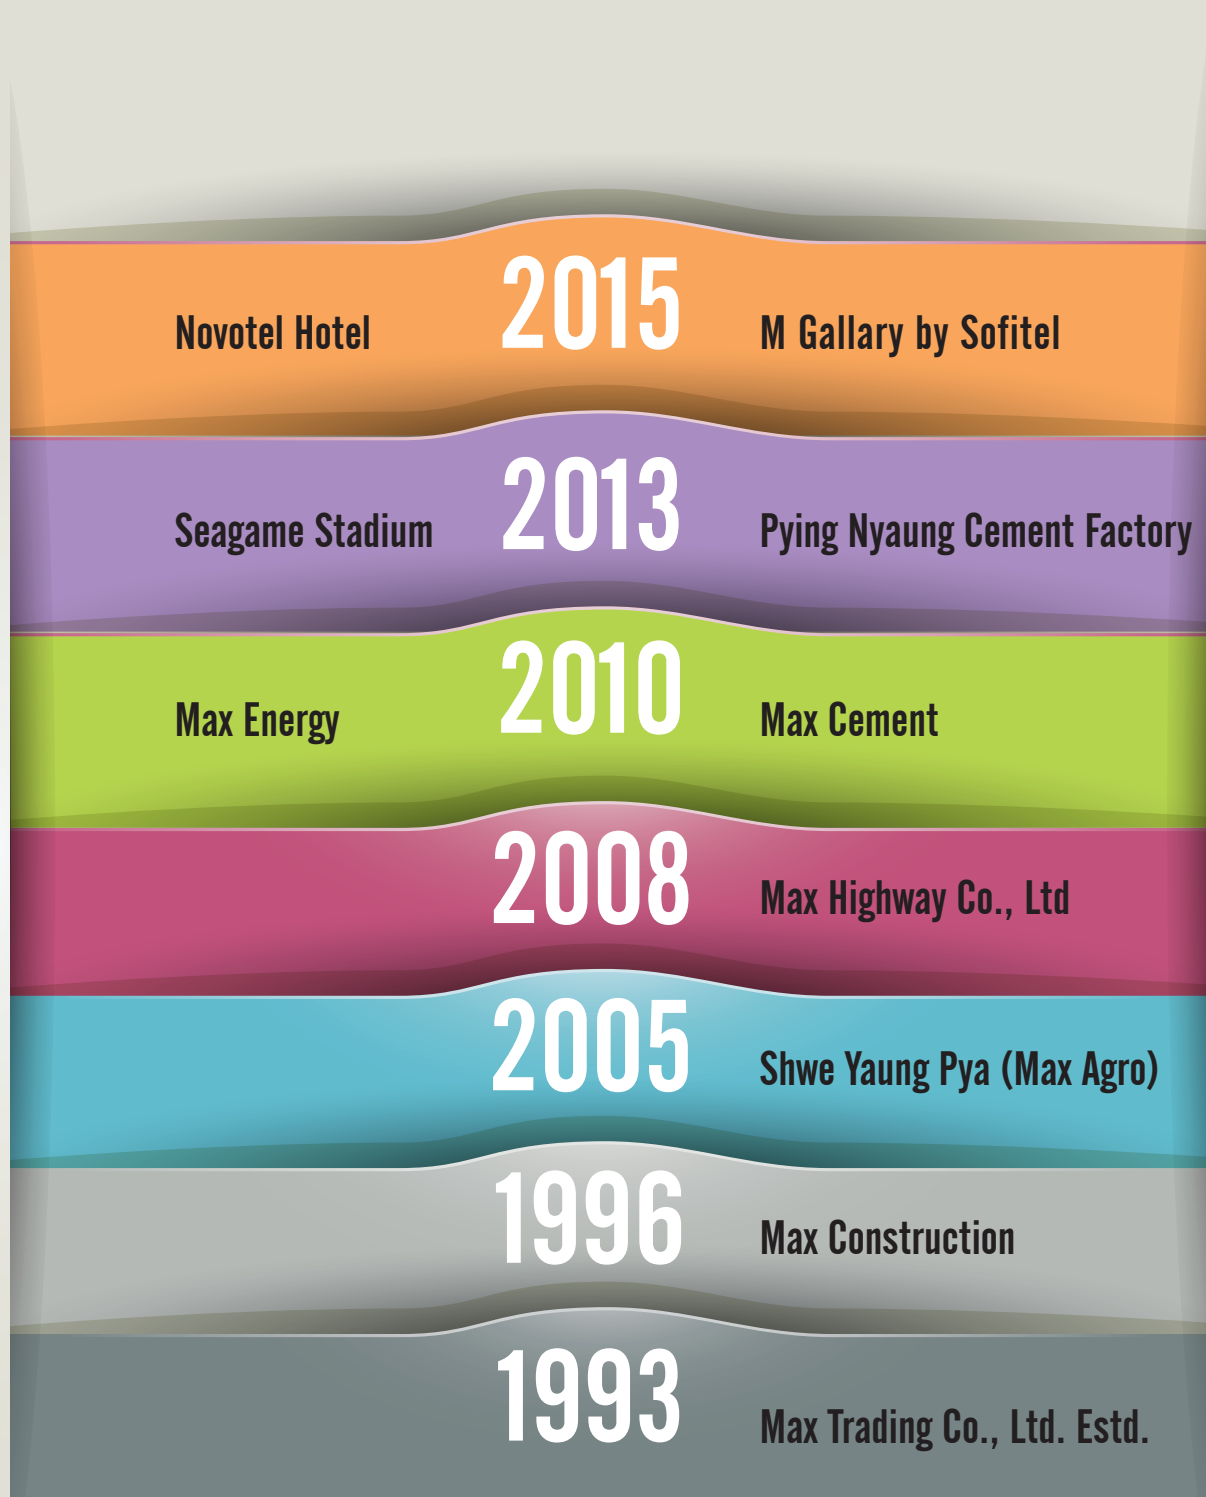 2015
Novotel Hotel
M Gallary by Sofitel
2013
Seagame Stadium
Pying Nyaung Cement Factory
2010
Max Energy
Max Cement
2008
Max Highway Co., Ltd
2005
Shwe Yaung Pya (Max Agro)
1996
Max Construction
1993
Max Trading Co., Ltd. Estd.